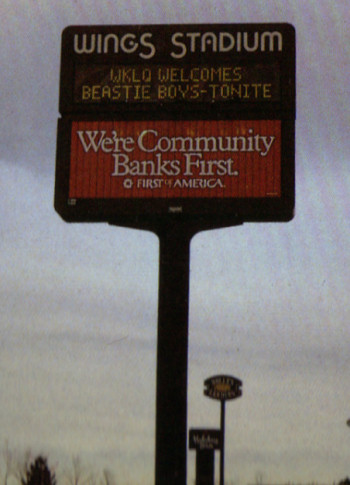 WINGS STADIUM
WKLQ WELCOMES
BEASTIE BOYS-TONITE
We're Community
Banks First.
FIRST OF AMERICA.